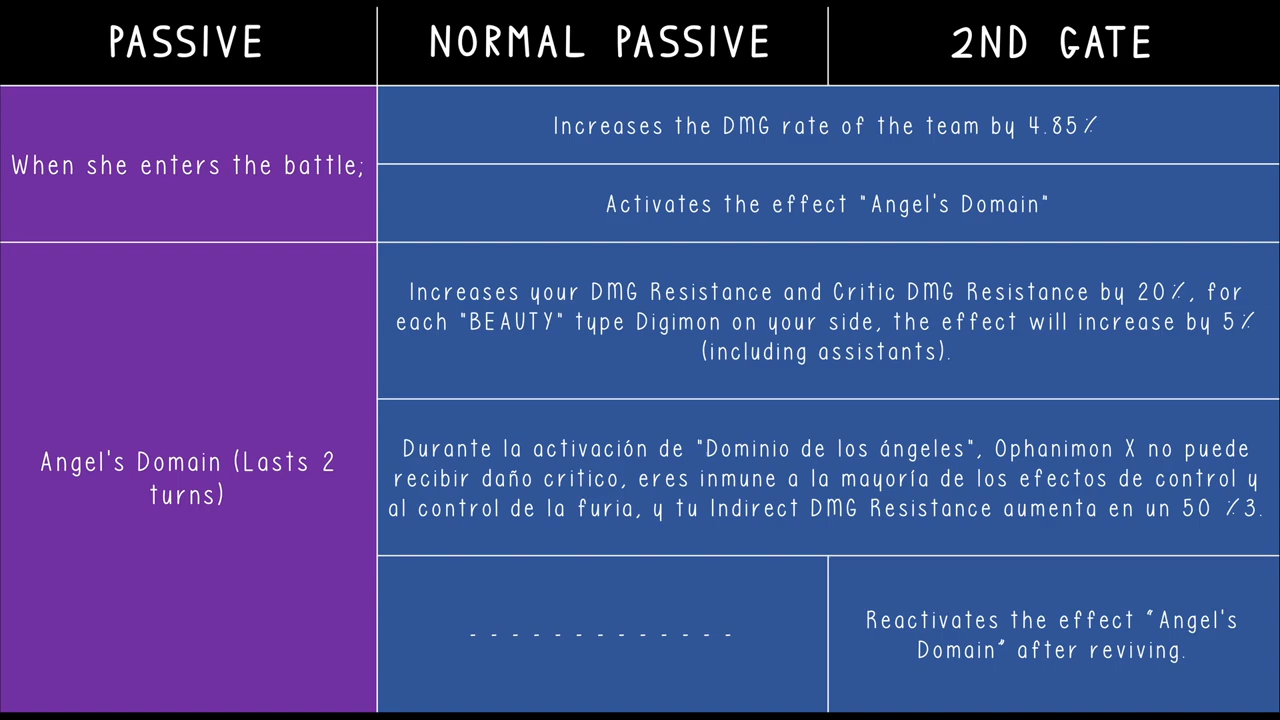 PASSIVE
NORMAL PASSIVE
2ND GATE
When she enters the battle;
Increases the DMG rate of the team by 4.85%
Activates the effect "Angel's Domain"
Angel's Domain (Lasts 2
turns)
Increases your DMG Resistance and Critic DMG Resistance by 20%, for
each "BEAUTY" type Digimon on your side, the effect will increase by 5%
(including assistants).
Durante la activación de "Dominio de los ángeles", Ophanimon X no puede
recibir daño critico, eres inmune a la mayoría de los efectos de control y
al control de la furia, y tu Indirect DMG Resistance aumenta en un 50 %3.
- - - - - - - - - - - - -
Reactivates the effect “Angel's
Domain” after reviving.